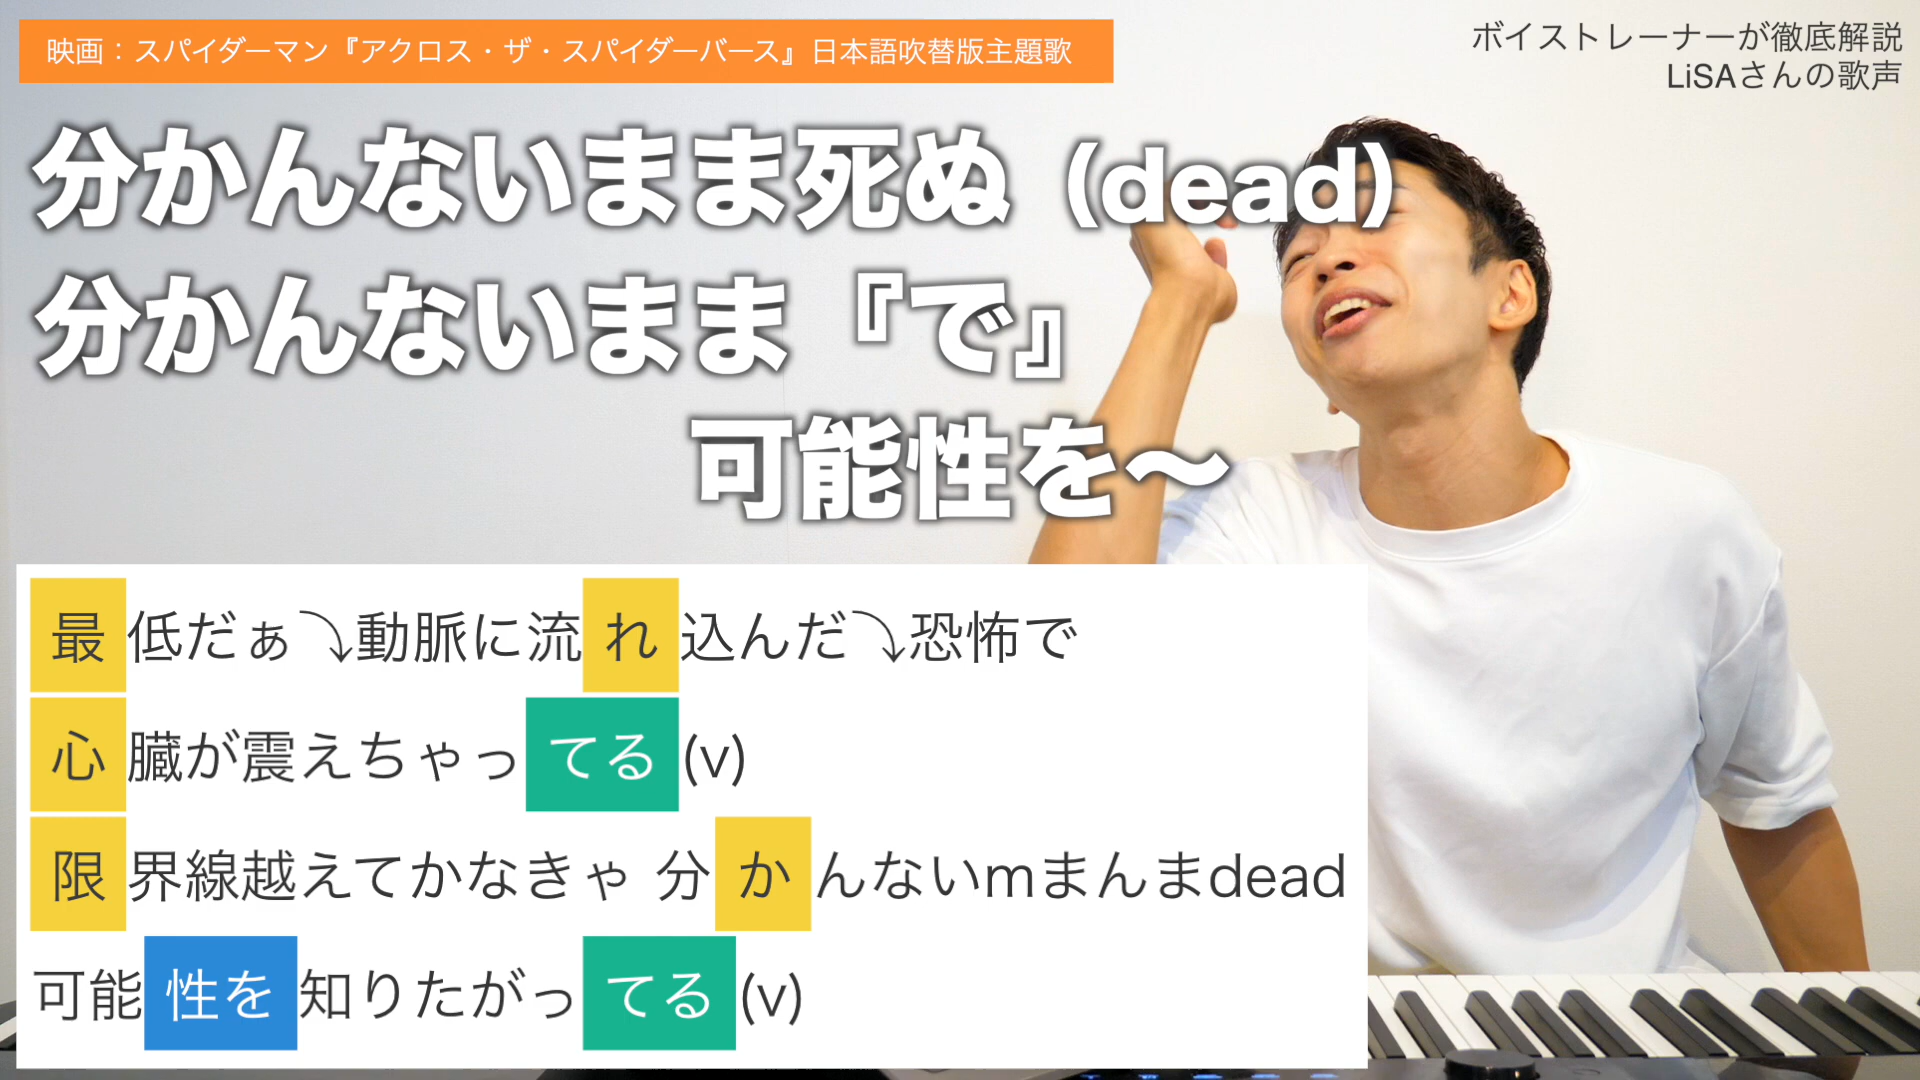 映画：スパイダーマン『アクロス・ザ・スパイダーバース』日本語吹替版主題歌
ボイストレーナーが徹底解説
LiSAさんの歌声
分かんないまま死ぬ（dead）
分かんないまま『で』
可能性を〜
最低だぁ⤵動脈に流れ込んだ⤵恐怖で
心臓が震えちゃってる(v)
限界線越えてかなきゃ 分かんないmまんまdead
可能性を知りたがってる(v)